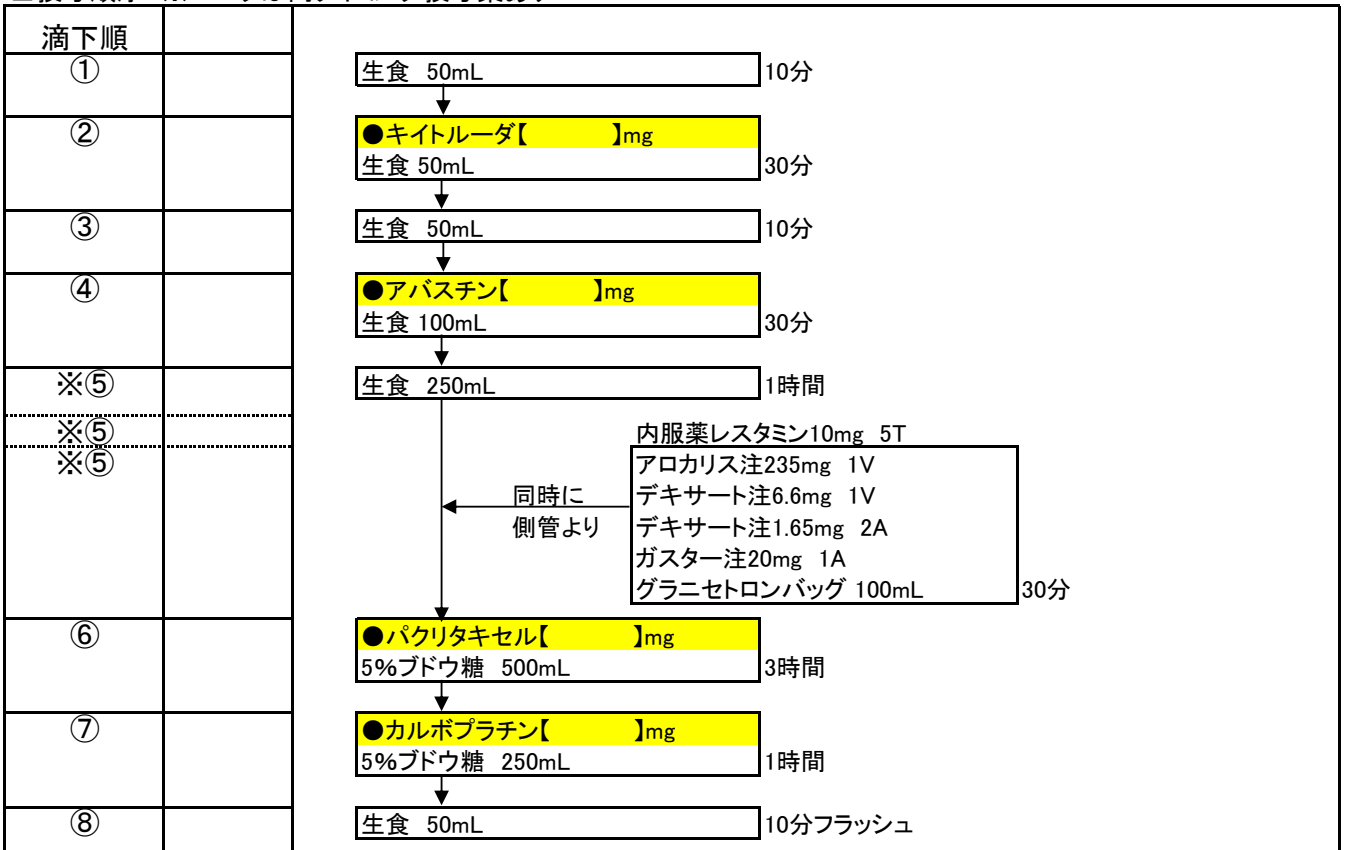 滴下順
①
生食 50mL 10分
②
●キイトルーダ【 】mg
生食 50mL 30分
③
生食 50mL 10分
④
●アバスチン【 】mg
生食 100mL 30分
※⑤
生食 250mL 1時間
※⑤
内服薬レスタミン10mg 5T
※⑤
アロカリス注235mg 1V
同時に
デキサート注6.6mg 1V
側管より
デキサート注1.65mg 2A
ガスター注20mg 1A
グラニセトロンバッグ 100mL 30分
⑥
●パクリタキセル【 】mg
5%ブドウ糖 500mL 3時間
⑦
●カルボプラチン【 】mg
5%ブドウ糖 250mL 1時間
⑧
生食 50mL 10分フラッシュ